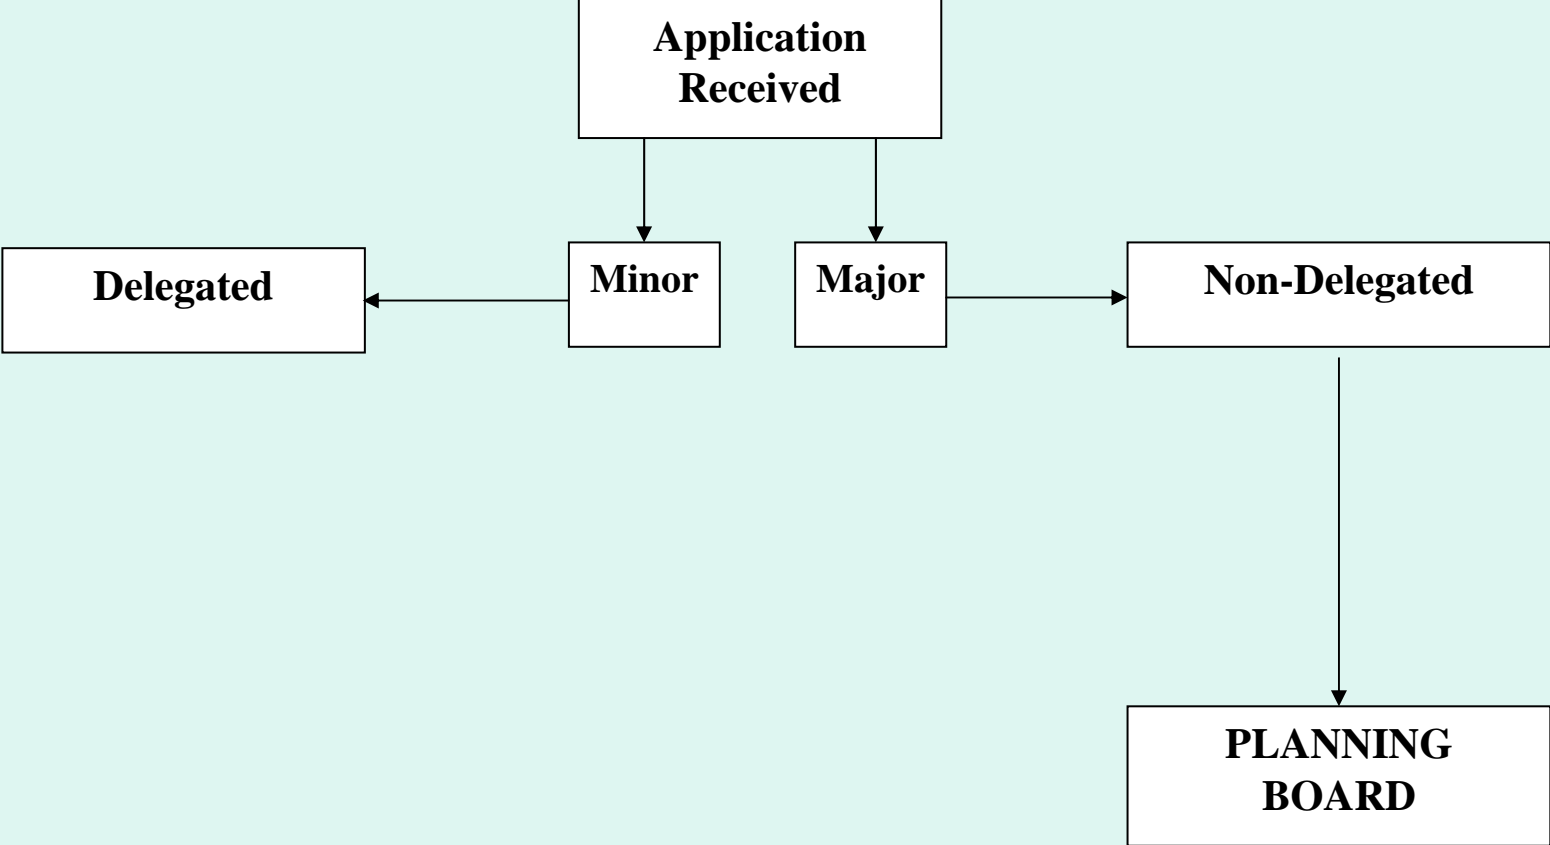 Application
Received
Delegated
Minor
Major
Non-Delegated
PLANNING
BOARD